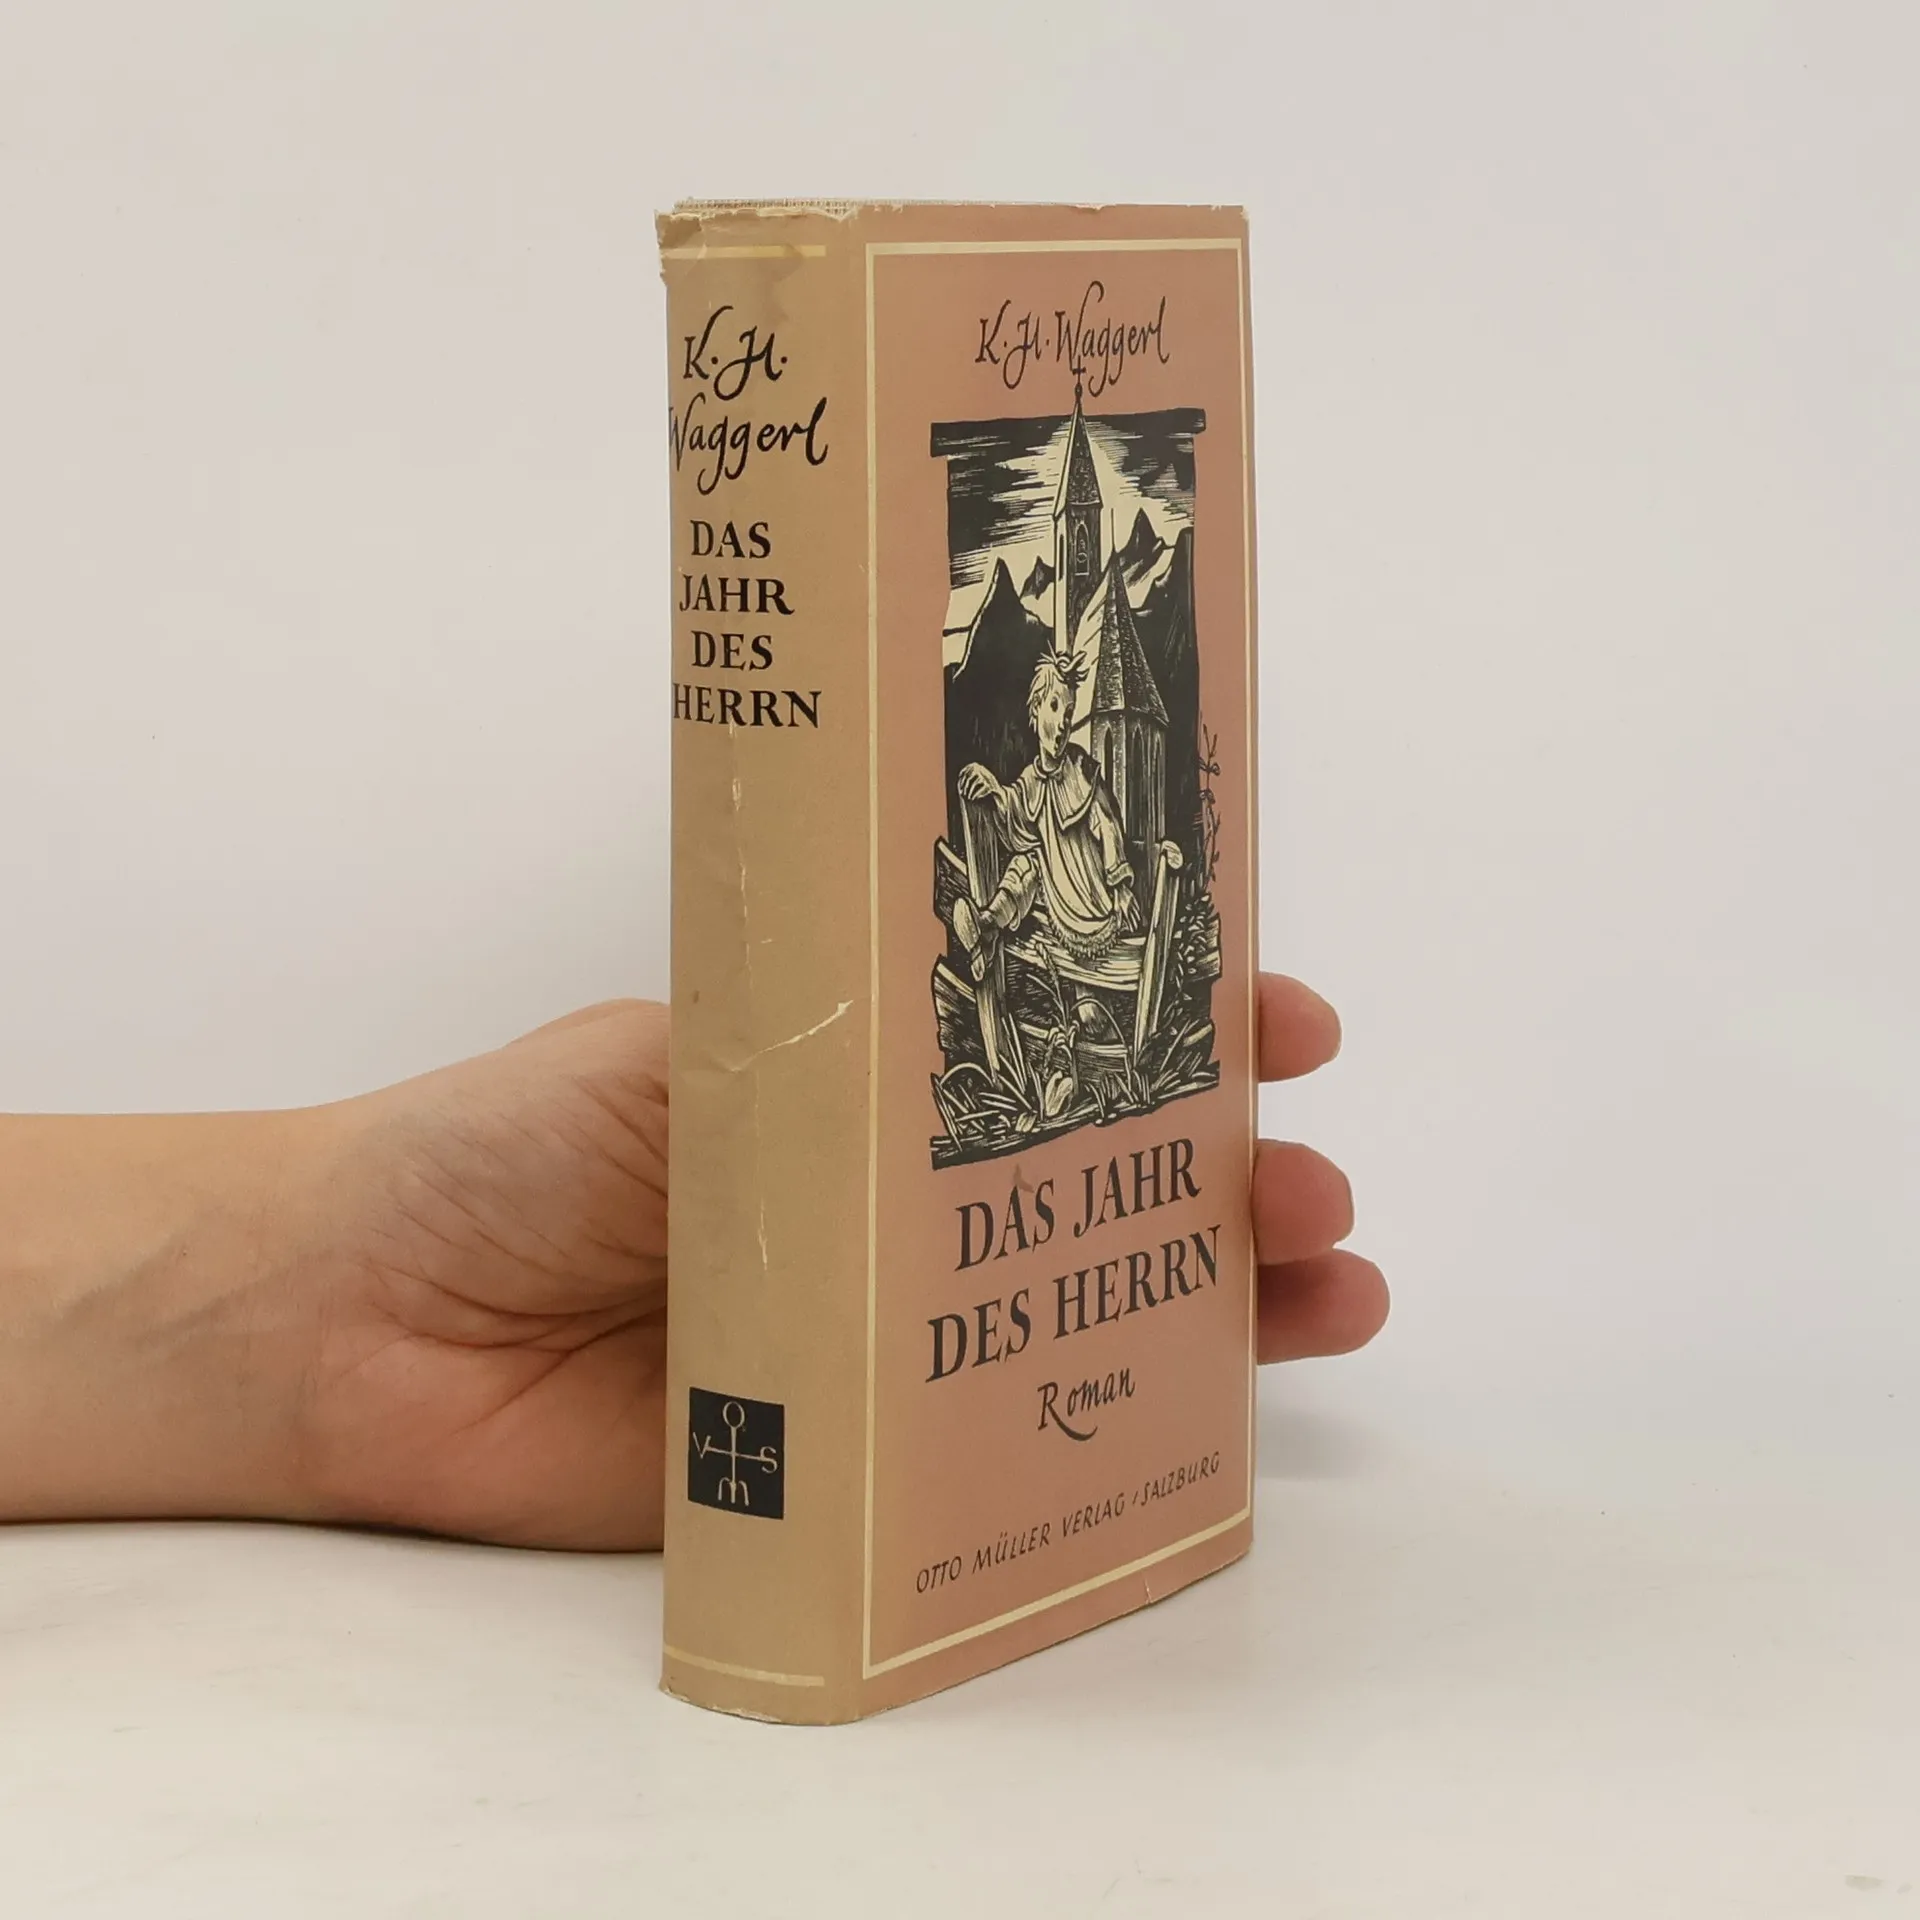 K. H.
Waggerl
DAS
JAHR
DES
HERRN
O
V S
M
K. H. Waggerl
DAS JAHR
DES HERRN
Roman
OTTO MÜLLER VERLAG / SALZBURG